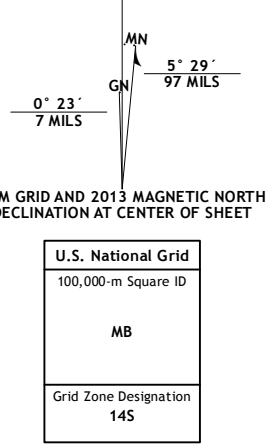 MN
GN
5° 29´
97 MILS
0° 23´
7 MILS
M GRID AND 2013 MAGNETIC NORTH
DECLINATION AT CENTER OF SHEET
U.S. National Grid
100,000-m Square ID
MB
Grid Zone Designation
14S